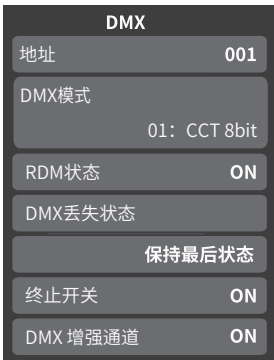 DMX
地址 001
DMX模式
01：CCT 8bit
RDM状态 ON
DMX丢失状态
保持最后状态
终止开关 ON
DMX 增强通道 ON